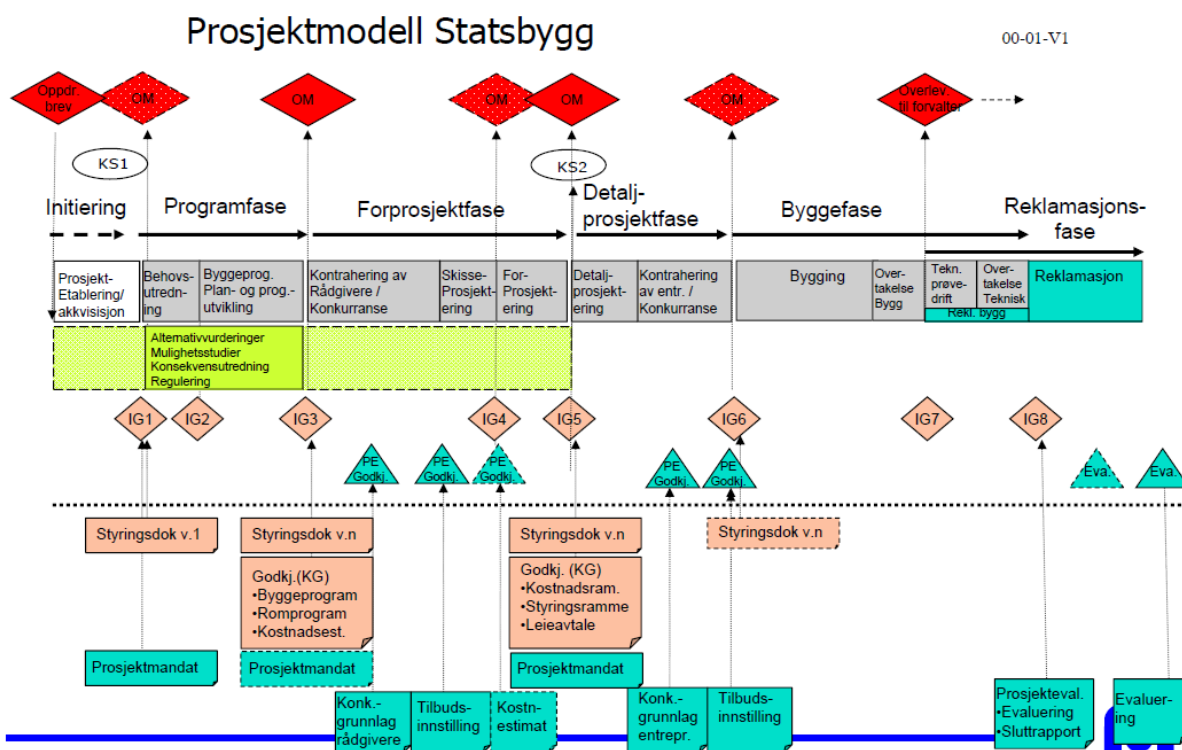 Prosjektmodell Statsbygg
00-01-V1
Oppdr.
brev
OM
OM
OM
OM
OM
Overlev.
til forvalter
KS1
KS2
Initiering
Programfase
Forprosjektfase
Detalj-
prosjektfase
Byggefase
Reklamasjons-
fase
Prosjekt-
Etablering/
akkvisisjon
Behovs-
utredn-
ing
Byggeprog.
Plan- og prog.-
utvikling
Kontrahering av
Rådgivere /
Konkurranse
Skisse-
Prosjekt-
ering
For-
Prosjekt-
ering
Detalj-
prosjekt-
ering
Kontrahering
av entr. /
Konkurranse
Bygging
Over-
takelse
Bygg
Tekn.
prøve-
drift
Over-
takelse
Teknisk
Rekl. bygg
Reklamasjon
Alternativvurderinger
Mulighetsstudier
Konsekvensutredning
Regulering
IG1
IG2
IG3
IG4
IG5
IG6
IG7
IG8
PE
Godkj.
PE
Godkj.
PE
Godkj.
PE
Godkj.
PE
Godkj.
Eva.
Eva.
Styringsdok v.1
Styringsdok v.n
Styringsdok v.n
Styringsdok v.n
Godkj.(KG)
•Byggeprogram
•Romprogram
•Kostnadsest.
Godkj. (KG)
•Kostnadsram.
•Styringsramme
•Leieavtale
Prosjektmandat
Prosjektmandat
Prosjektmandat
Konk.-
grunnlag
rådgivere
Tilbuds-
innstilling
Kostn-
estimat
Konk.-
grunnlag
entrepr.
Tilbuds-
innstilling
Prosjekteval.
•Evaluering
•Sluttrapport
Evaluer-
ing